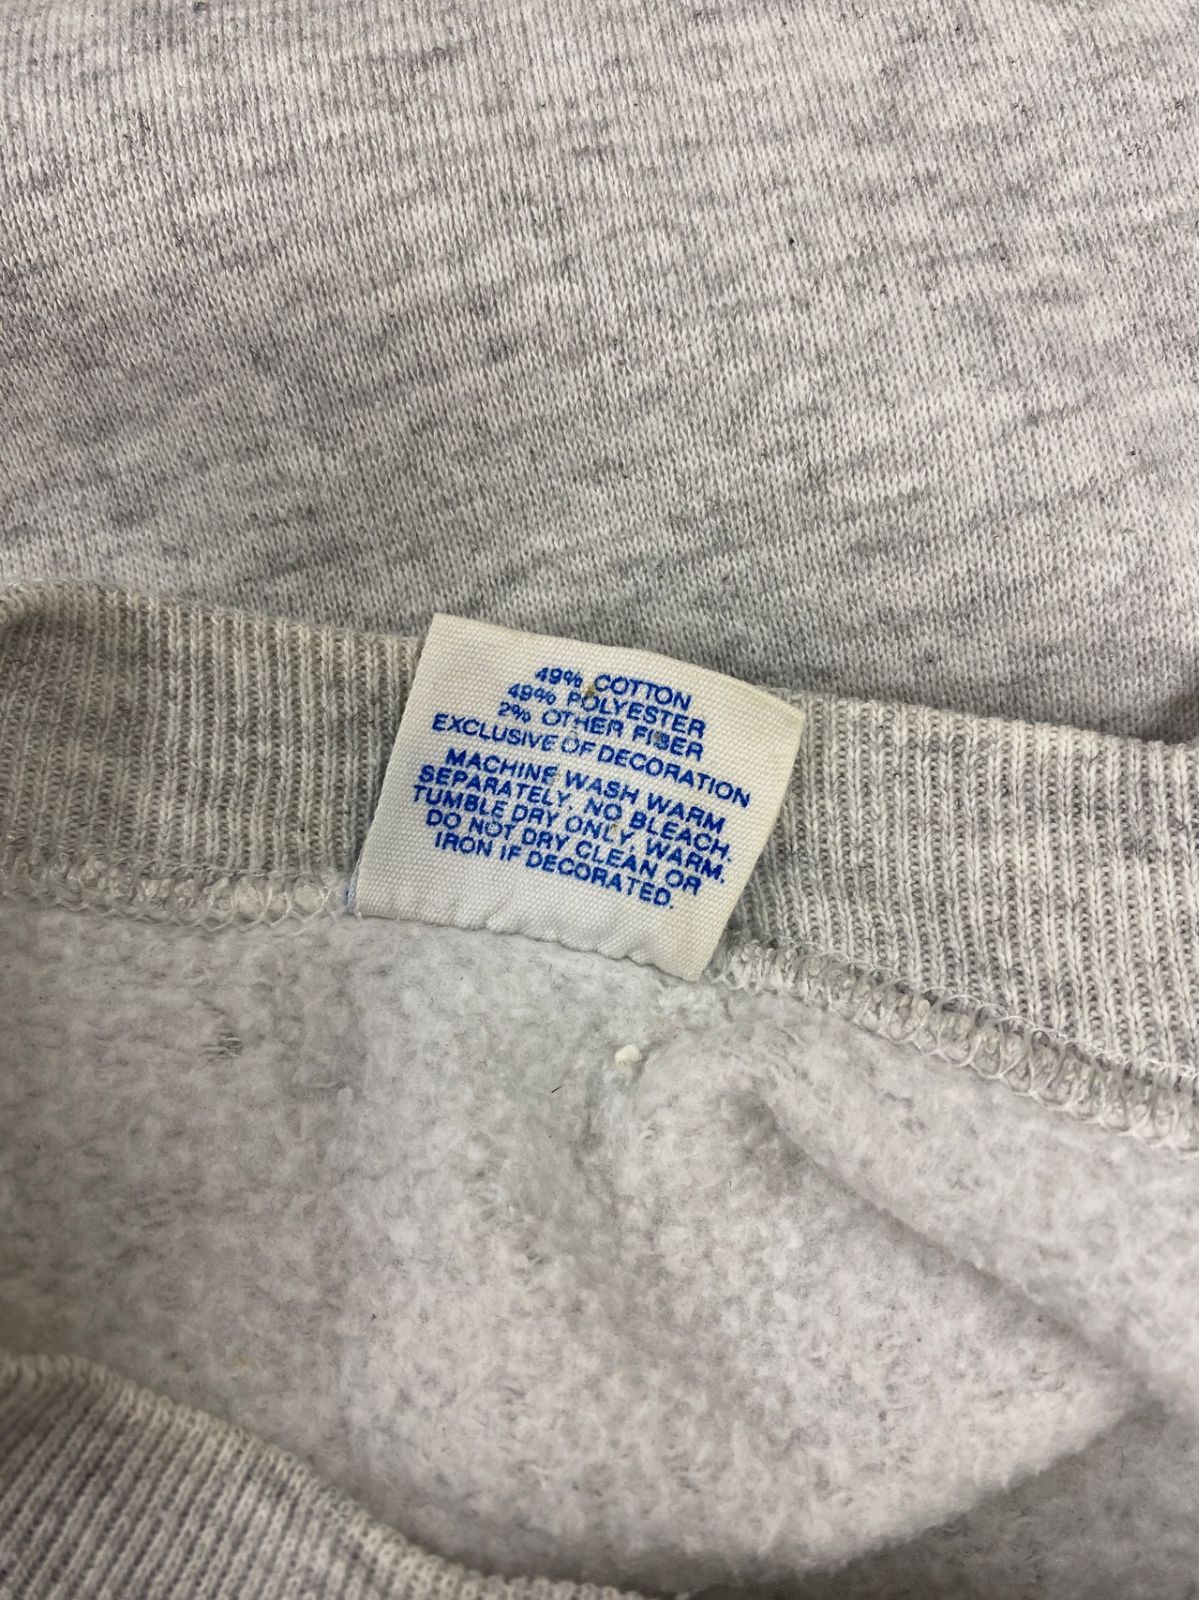 49% COTTON
49% POLYESTER
2% OTHER FIBER
EXCLUSIVE OF DECORATION
MACHINE WASH WARM
SEPARATELY. NO BLEACH.
TUMBLE DRY ONLY, WARM.
DO NOT DRY CLEAN OR
IRON IF DECORATED.